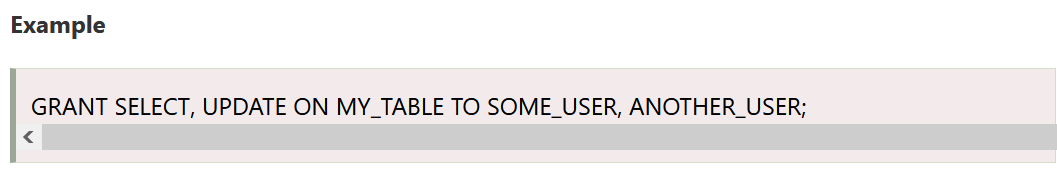 Example
GRANT SELECT, UPDATE ON MY_TABLE TO SOME_USER, ANOTHER_USER;